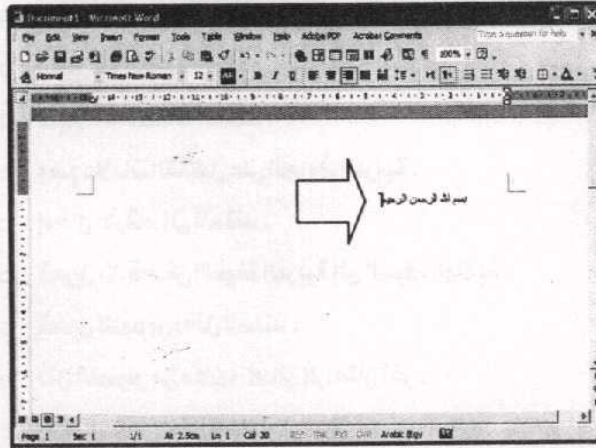 Document1 - Microsoft Word
File Edit View Insert Format Tools Table Window Help Adobe PDF Acrobat Comments Type a question for help
100%
Normal Times New Roman 12 B I U
بسم الله الرحمن الرحيم
Page 1 Sec 1 1/1 At 2.5cm Ln 1 Col 30 REC TRK EXT OVR Arabic (Egy